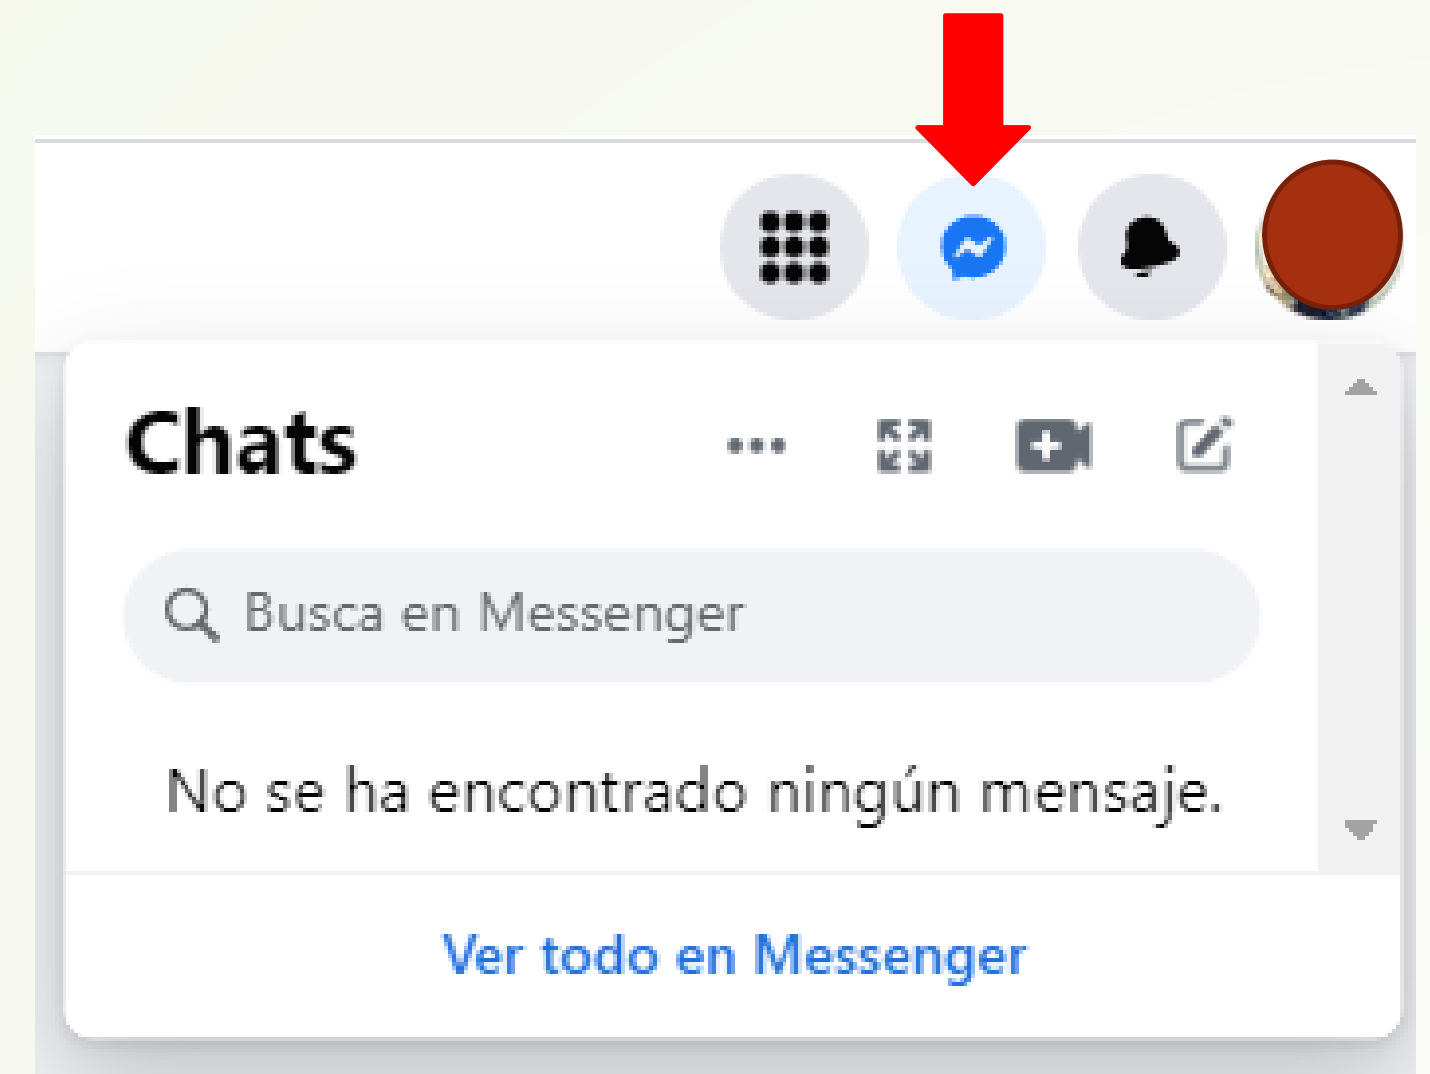 Chats
Busca en Messenger
No se ha encontrado ningún mensaje.
Ver todo en Messenger